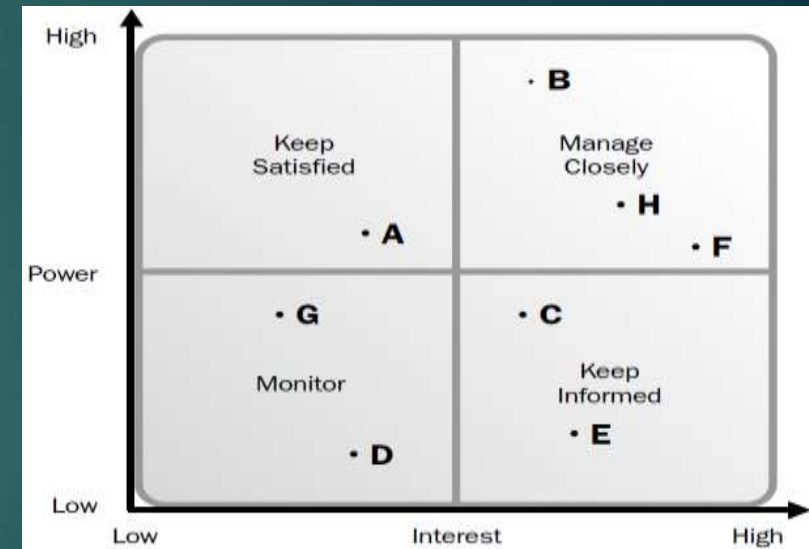 High
B
Keep
Satisfied
Manage
Closely
H
A
F
Power
G
C
Monitor
Keep
Informed
E
D
Low
Low
Interest
High